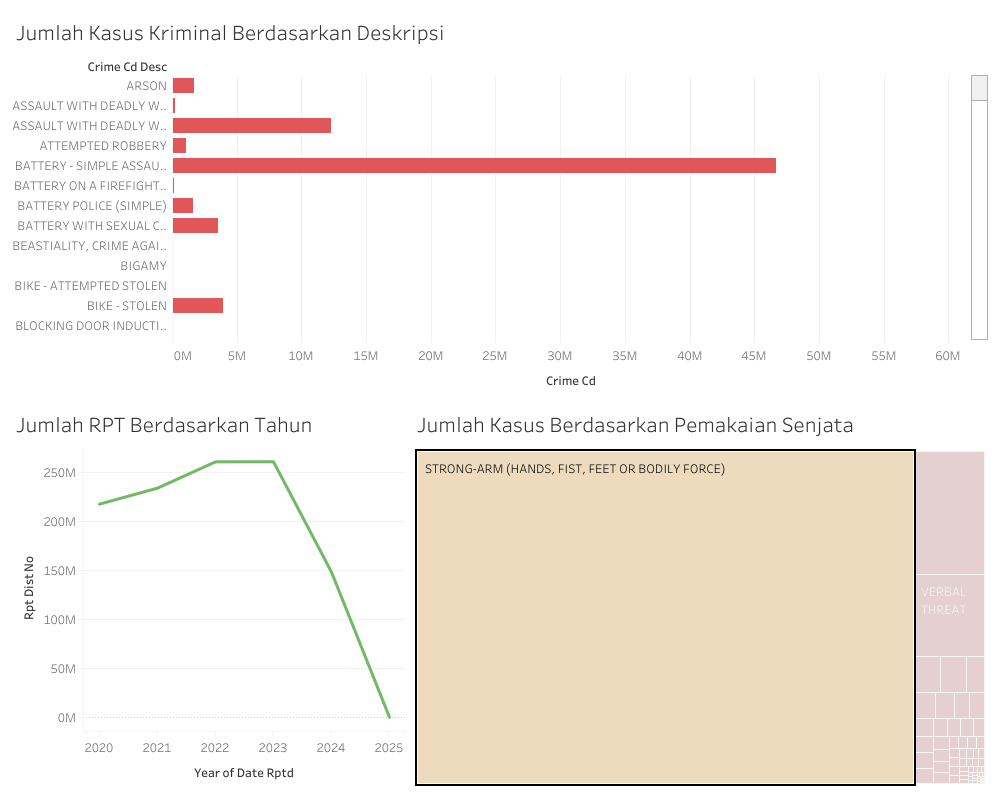 Jumlah Kasus Kriminal Berdasarkan Deskripsi
Crime Cd Desc
ARSON
ASSAULT WITH DEADLY W..
ASSAULT WITH DEADLY W..
ATTEMPTED ROBBERY
BATTERY - SIMPLE ASSAU..
BATTERY ON A FIREFIGHT..
BATTERY POLICE (SIMPLE)
BATTERY WITH SEXUAL C..
BEASTIALITY, CRIME AGAI..
BIGAMY
BIKE - ATTEMPTED STOLEN
BIKE - STOLEN
BLOCKING DOOR INDUCTI..
0M 5M 10M 15M 20M 25M 30M 35M 40M 45M 50M 55M 60M
Crime Cd
Jumlah RPT Berdasarkan Tahun
250M
200M
150M
100M
50M
0M
Rpt Dist No
2020 2021 2022 2023 2024 2025
Year of Date Rptd
Jumlah Kasus Berdasarkan Pemakaian Senjata
STRONG-ARM (HANDS, FIST, FEET OR BODILY FORCE)
VERBAL
THREAT